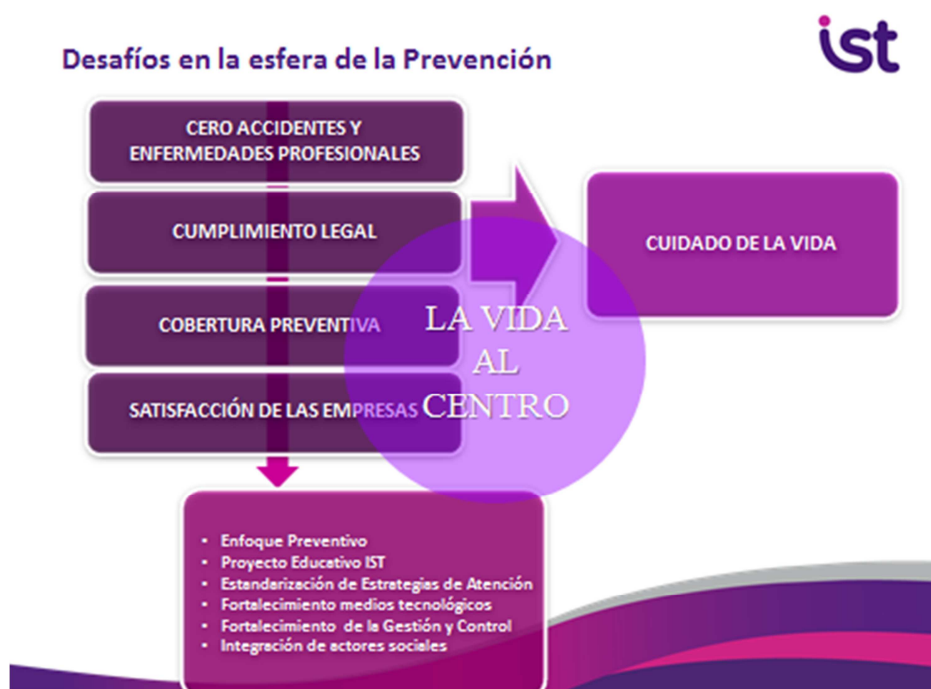 ist
Desafíos en la esfera de la Prevención
CERO ACCIDENTES Y
ENFERMEDADES PROFESIONALES
CUMPLIMIENTO LEGAL
COBERTURA PREVENTIVA
SATISFACCIÓN DE LAS EMPRESAS
CUIDADO DE LA VIDA
LA VIDA
AL
CENTRO
• Enfoque Preventivo
• Proyecto Educativo IST
• Estandarización de Estrategias de Atención
• Fortalecimiento medios tecnológicos
• Fortalecimiento de la Gestión y Control
• Integración de actores sociales